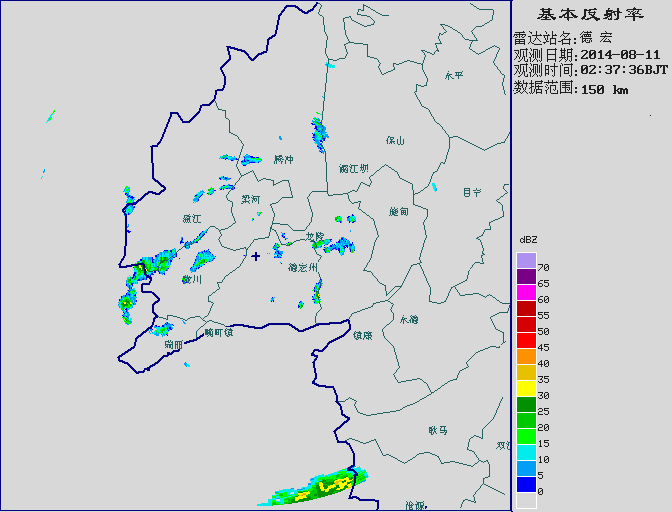 基本反射率
雷达站名:德 宏
观测日期:2014-08-11
观测时间:02:37:36BJT
数据范围:150 km
永平
保山
腾冲
潞江坝
昌宁
梁河
施甸
盈江
龙陵
德宏州
陇川
永德
镇康
畹町镇
瑞丽
耿马
双江
沧源
dBZ
70
65
60
55
50
45
40
35
30
25
20
15
10
5
0